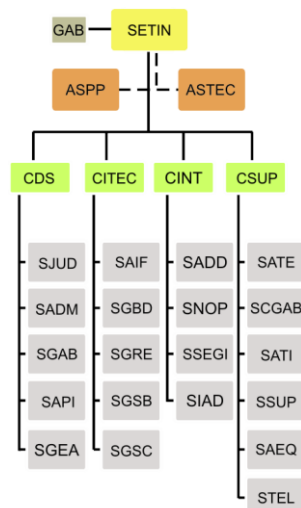 GAB
SETIN
ASPP
ASTEC
CDS
CITEC
CINT
CSUP
SJUD
SAIF
SADD
SATE
SADM
SGBD
SNOP
SCGAB
SGAB
SGRE
SSEGI
SATI
SAPI
SGSB
SIAD
SSUP
SGEA
SGSC
SAEQ
STEL